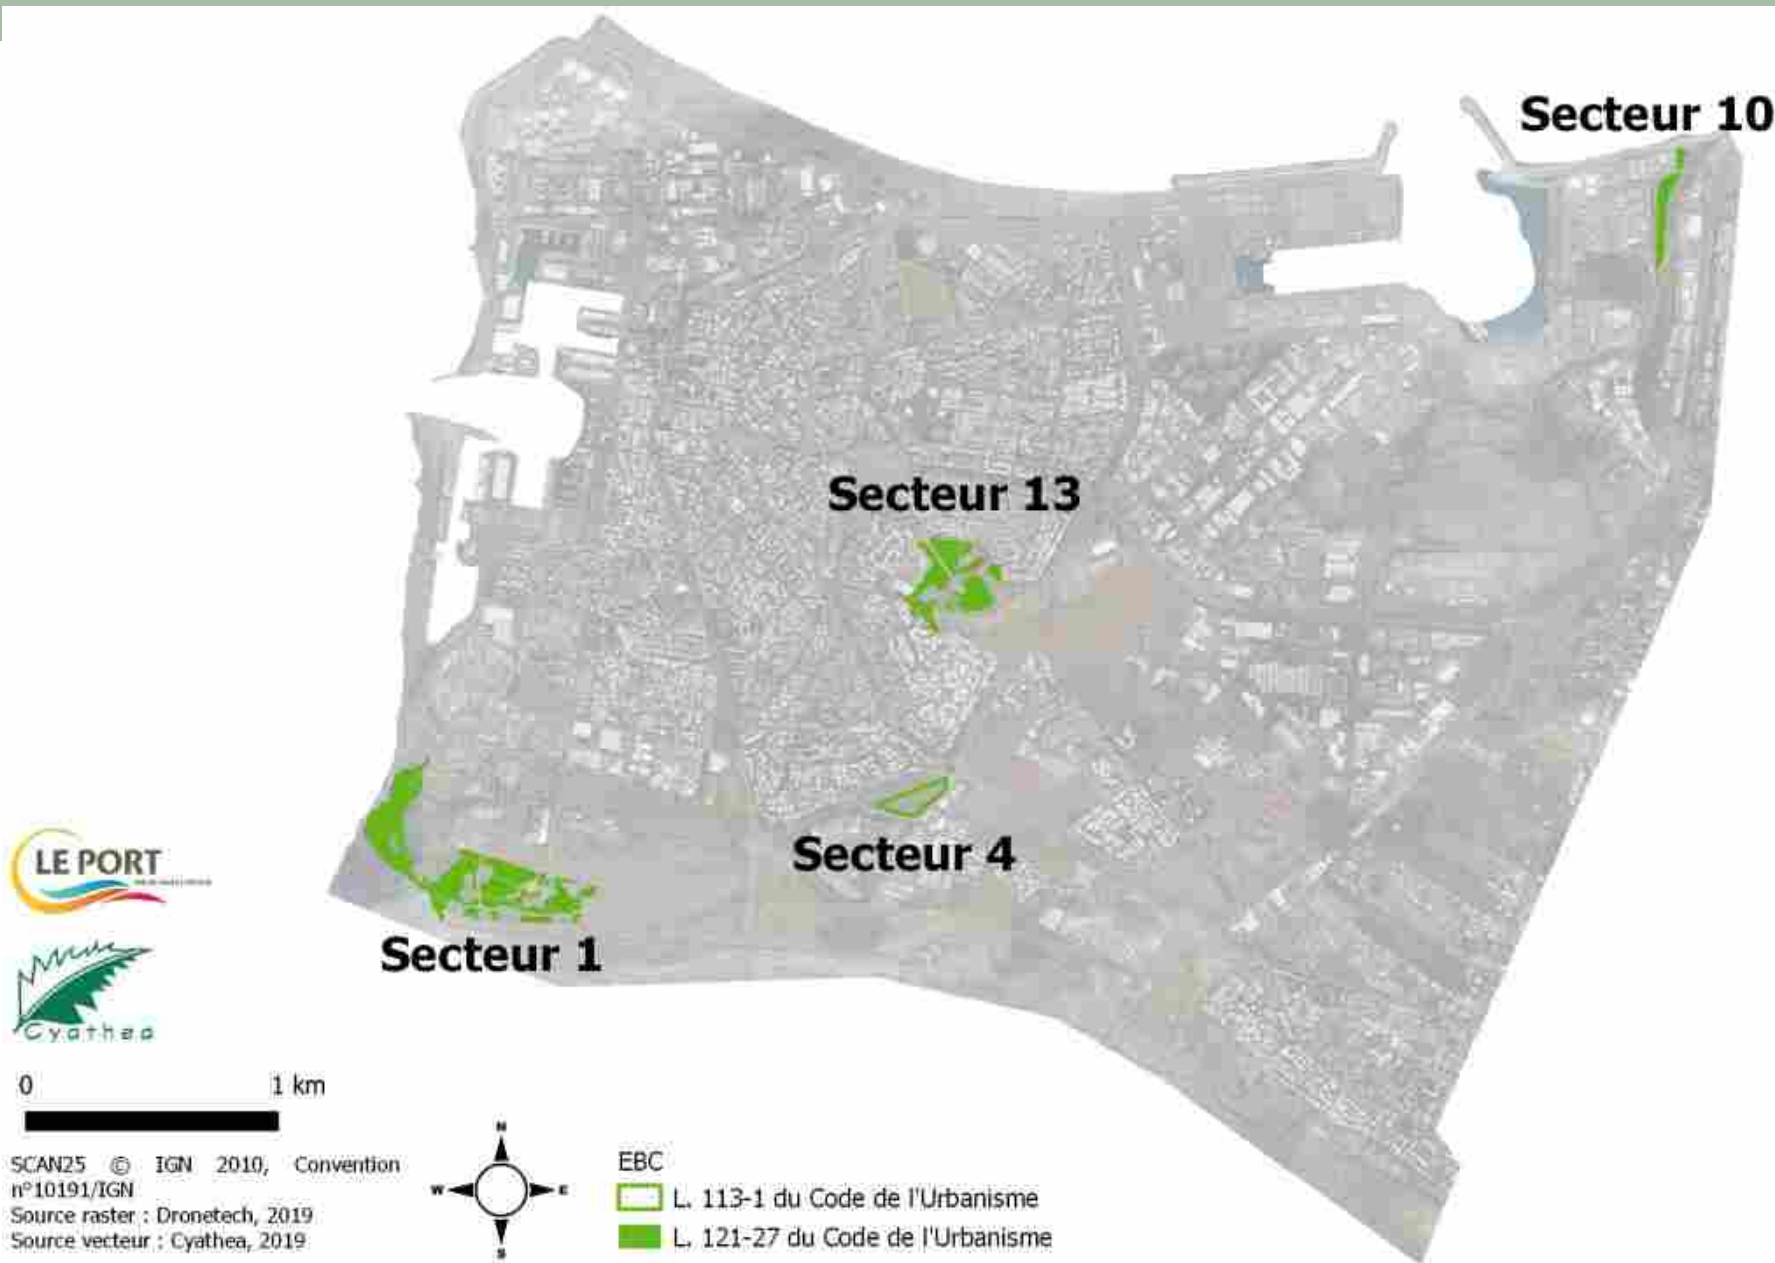 Secteur 10
Secteur 13
Secteur 4
LE PORT
Secteur 1
Cyathea
0 1 km
N
W E
S
SCAN25 © IGN 2010, Convention
n°10191/IGN
Source raster : Dronetech, 2019
Source vecteur : Cyathea, 2019
EBC
L. 113-1 du Code de l'Urbanisme
L. 121-27 du Code de l'Urbanisme